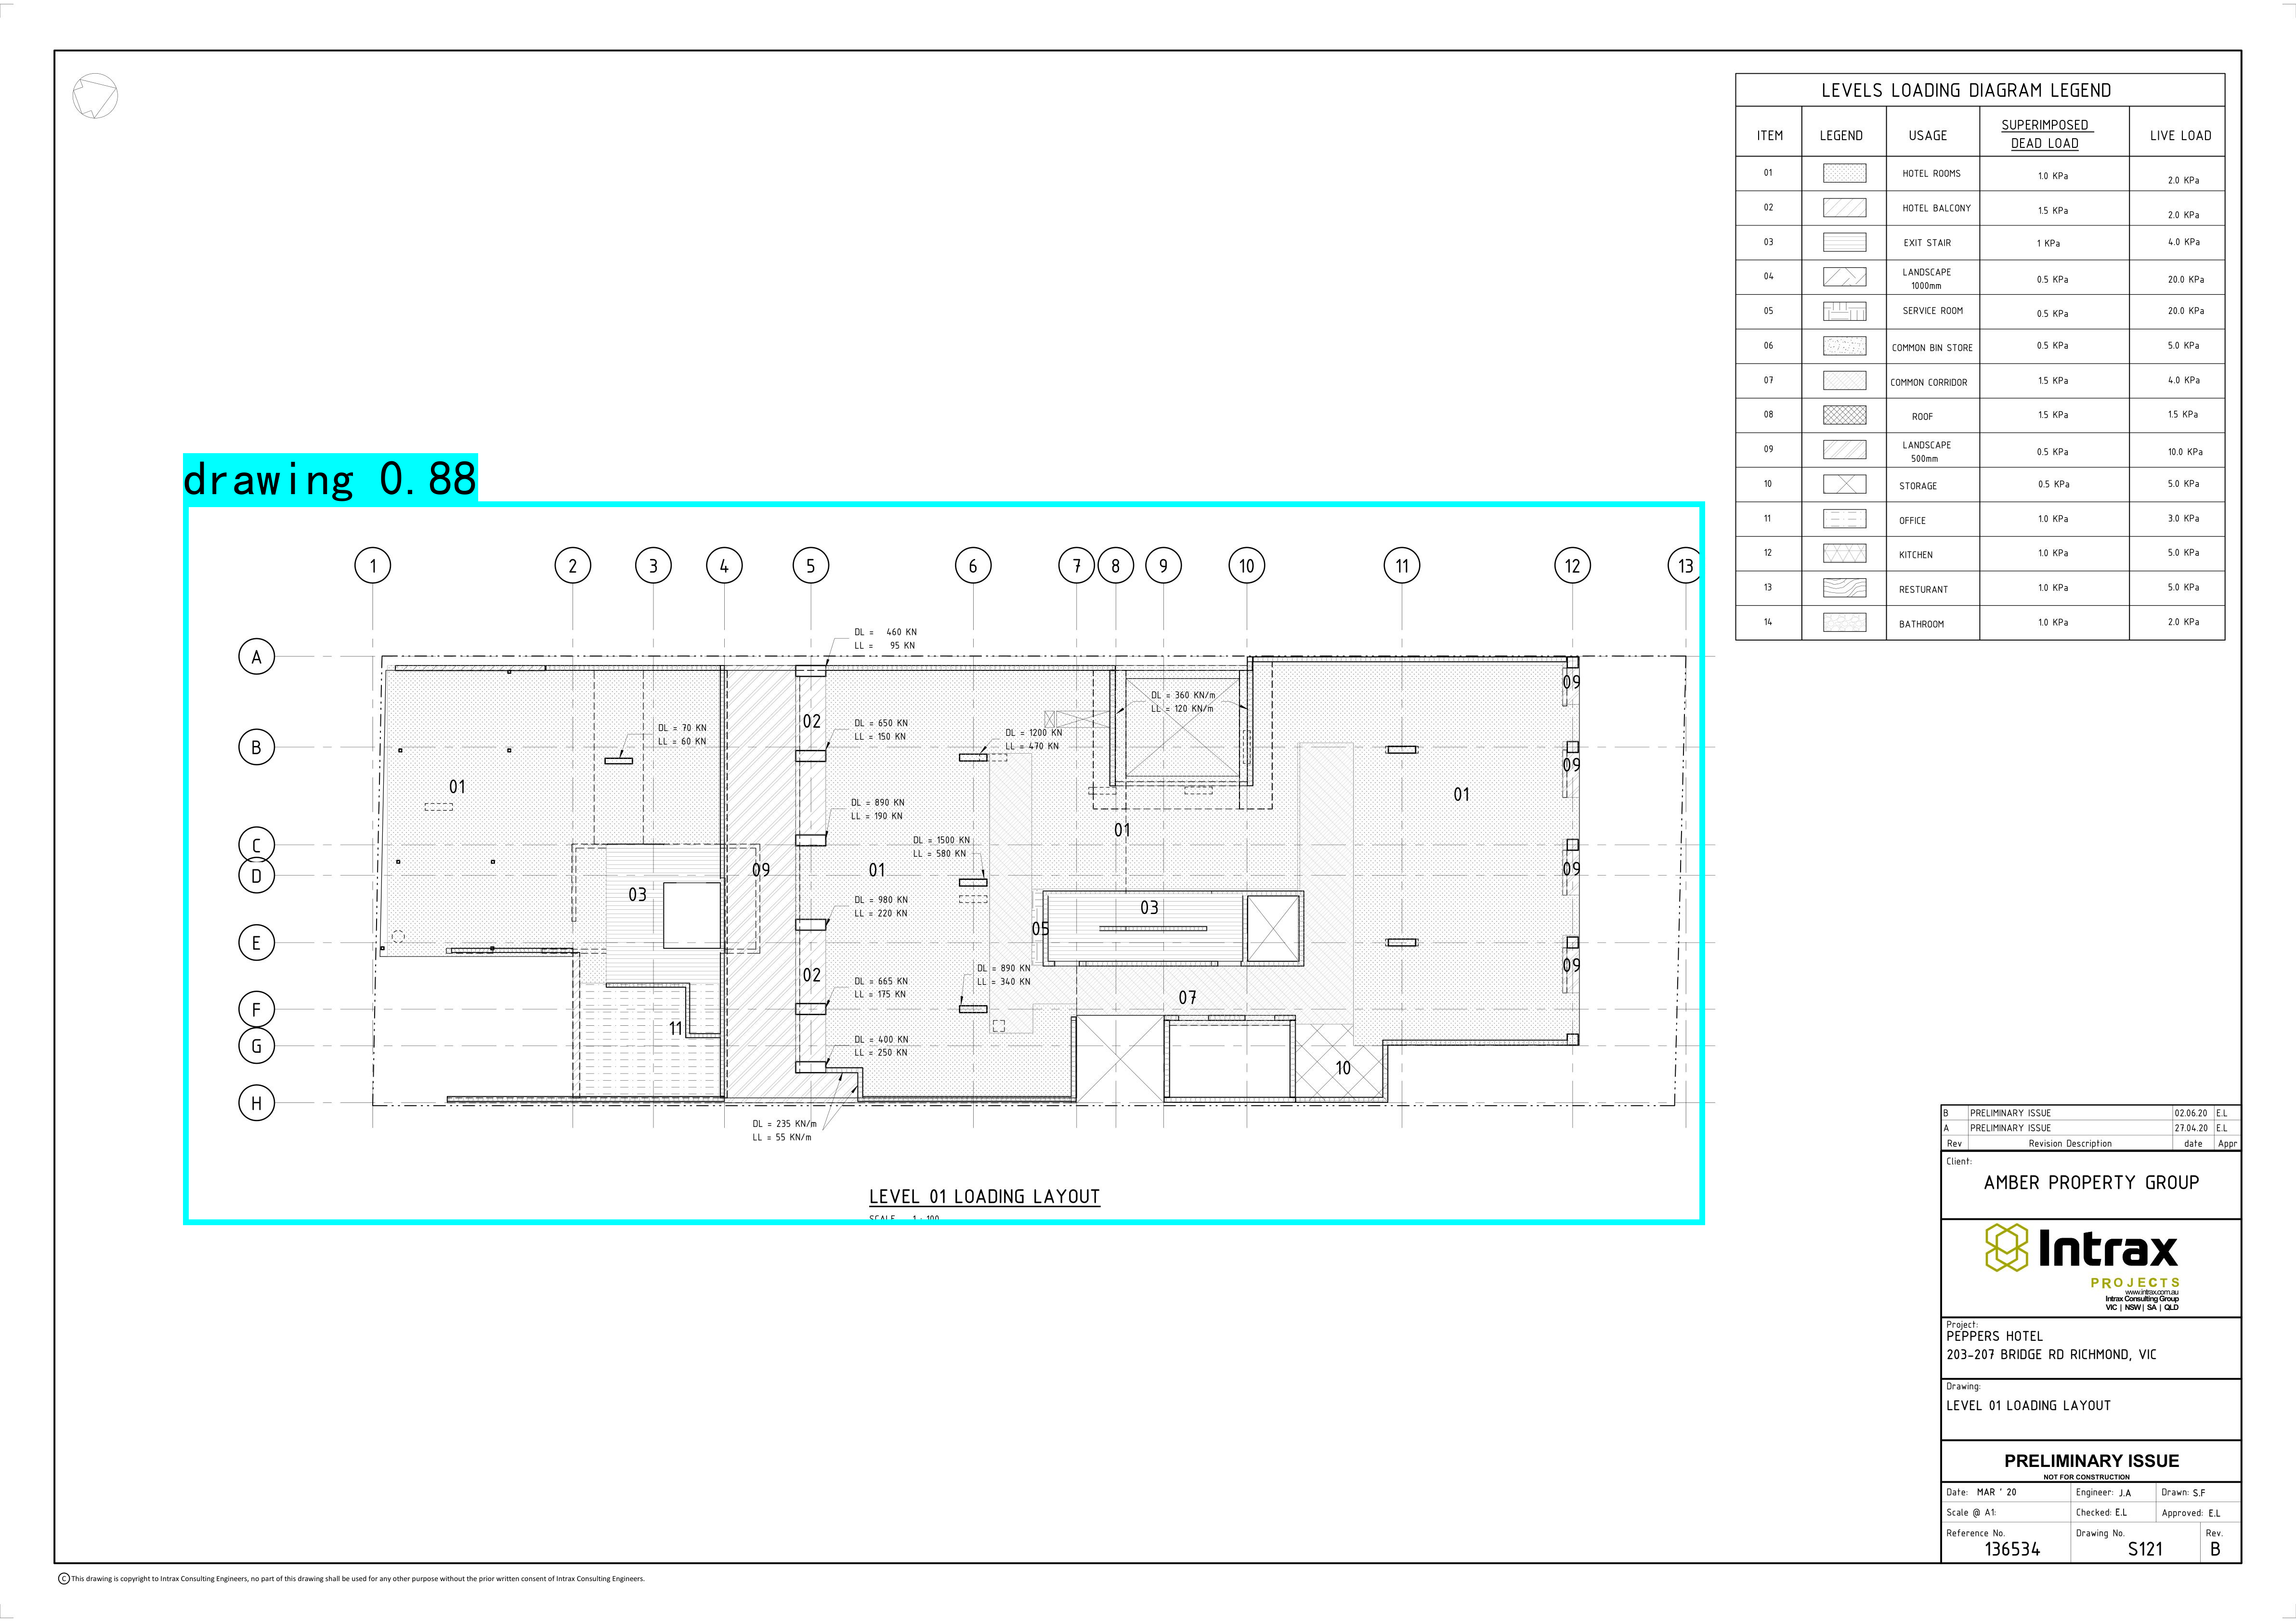 LEVELS LOADING DIAGRAM LEGEND
ITEM LEGEND USAGE SUPERIMPOSED DEAD LOAD LIVE LOAD
01 HOTEL ROOMS 1.0 KPa 2.0 KPa
02 HOTEL BALCONY 1.5 KPa 2.0 KPa
03 EXIT STAIR 1 KPa 4.0 KPa
04 LANDSCAPE 1000mm 0.5 KPa 20.0 KPa
05 SERVICE ROOM 0.5 KPa 20.0 KPa
06 COMMON BIN STORE 0.5 KPa 5.0 KPa
07 COMMON CORRIDOR 1.5 KPa 4.0 KPa
08 ROOF 1.5 KPa 1.5 KPa
09 LANDSCAPE 500mm 0.5 KPa 10.0 KPa
10 STORAGE 0.5 KPa 5.0 KPa
11 OFFICE 1.0 KPa 3.0 KPa
12 KITCHEN 1.0 KPa 5.0 KPa
13 RESTURANT 1.0 KPa 5.0 KPa
14 BATHROOM 1.0 KPa 2.0 KPa
drawing 0.88
1 2 3 4 5 6 7 8 9 10 11 12 13
DL = 460 KN
LL = 95 KN
A
09
DL = 360 KN/m
LL = 120 KN/m
02
DL = 650 KN
LL = 150 KN
DL = 70 KN
LL = 60 KN
DL = 1200 KN
LL = 470 KN
B
09
01
01
DL = 890 KN
LL = 190 KN
01
DL = 1500 KN
LL = 580 KN
C
09
01
09
D
03
DL = 980 KN
LL = 220 KN
03
05
E
09
02
DL = 890 KN
LL = 340 KN
DL = 665 KN
LL = 175 KN
07
F
11
DL = 400 KN
LL = 250 KN
G
10
H
DL = 235 KN/m
LL = 55 KN/m
LEVEL 01 LOADING LAYOUT
SCALE 1 : 100
B PRELIMINARY ISSUE 02.06.20 E.L
A PRELIMINARY ISSUE 27.04.20 E.L
Rev Revision Description date Appr
Client:
AMBER PROPERTY GROUP
Intrax
PROJECTS
www.intrax.com.au
Intrax Consulting Group
VIC | NSW | SA | QLD
Project:
PEPPERS HOTEL
203-207 BRIDGE RD RICHMOND, VIC
Drawing:
LEVEL 01 LOADING LAYOUT
PRELIMINARY ISSUE
NOT FOR CONSTRUCTION
Date: MAR ' 20 Engineer: J.A Drawn: S.F
Scale @ A1: Checked: E.L Approved: E.L
Reference No. Drawing No. Rev.
136534 S121 B
C This drawing is copyright to Intrax Consulting Engineers, no part of this drawing shall be used for any other purpose without the prior written consent of Intrax Consulting Engineers.